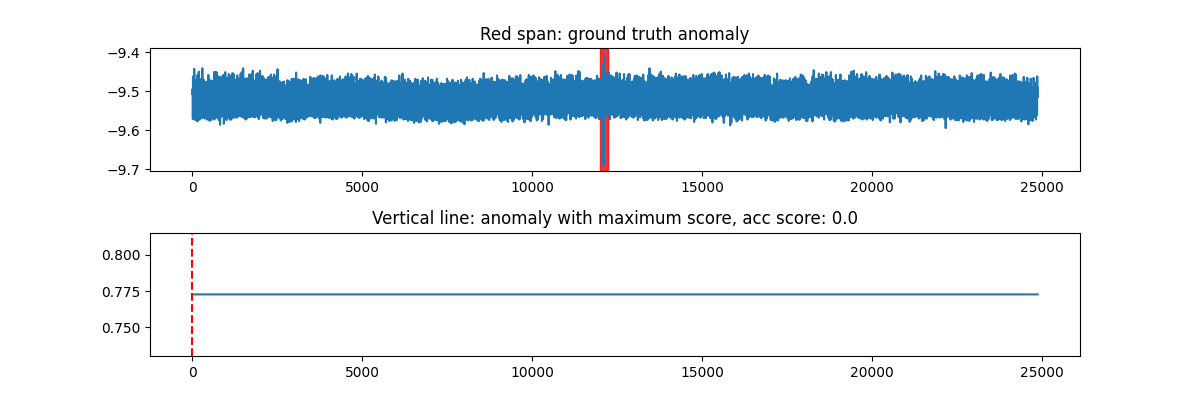 Red span: ground truth anomaly
−9.4
−9.5
−9.6
−9.7
0 5000 10000 15000 20000 25000
Vertical line: anomaly with maximum score, acc score: 0.0
0.800
0.775
0.750
0 5000 10000 15000 20000 25000